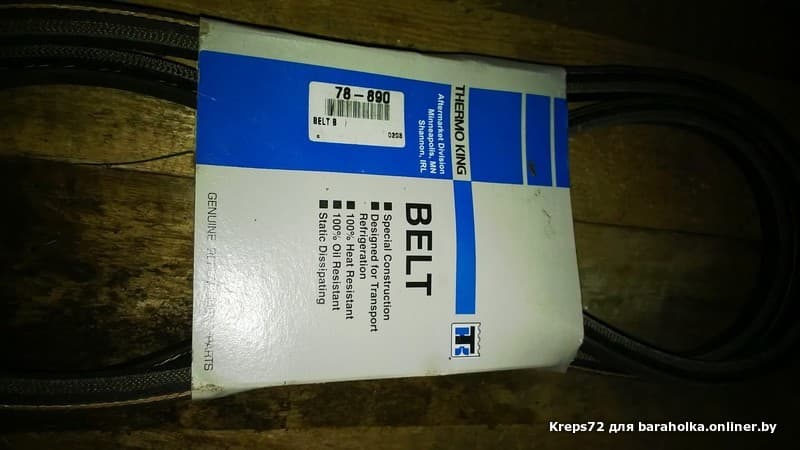 78-890
BELT B
c 0208
THERMO KING
Aftermarket Division
Minneapolis, MN
Shannon, IRL
BELT
■ Special Construction
■ Designed for Transport
Refrigeration
■ 100% Heat Resistant
■ 100% Oil Resistant
■ Static Dissipating
GENUINE PARTS
Kreps72 для baraholka.onliner.by